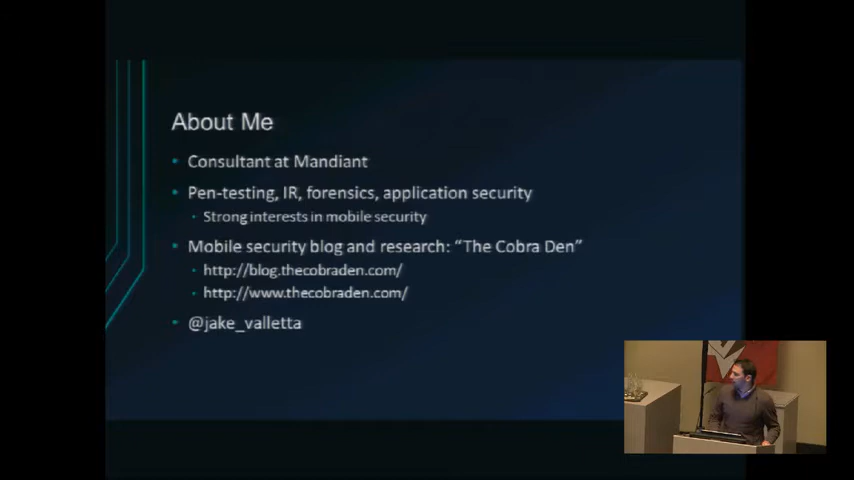 About Me
Consultant at Mandiant
Pen-testing, IR, forensics, application security
Strong interests in mobile security
Mobile security blog and research: “The Cobra Den”
http://blog.thecobraden.com/
http://www.thecobraden.com/
@jake_valletta